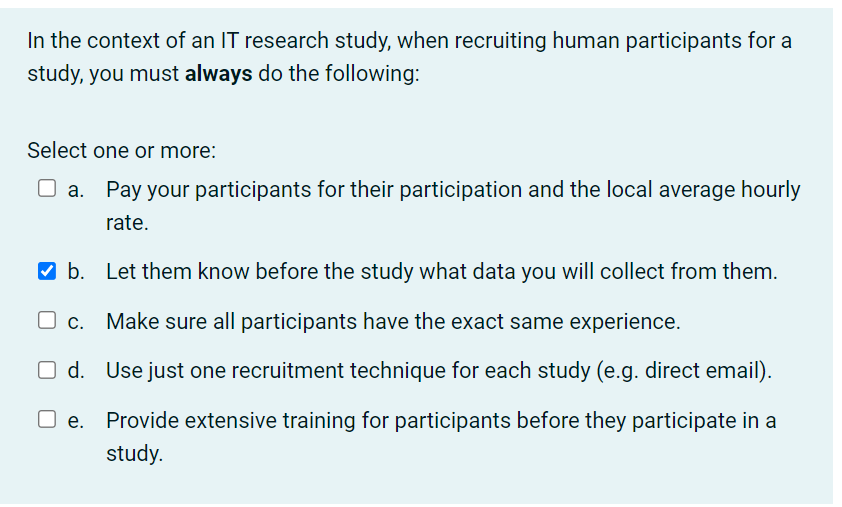 In the context of an IT research study, when recruiting human participants for a
study, you must always do the following:
Select one or more:
a. Pay your participants for their participation and the local average hourly
rate.
b. Let them know before the study what data you will collect from them.
c. Make sure all participants have the exact same experience.
d. Use just one recruitment technique for each study (e.g. direct email).
e. Provide extensive training for participants before they participate in a
study.